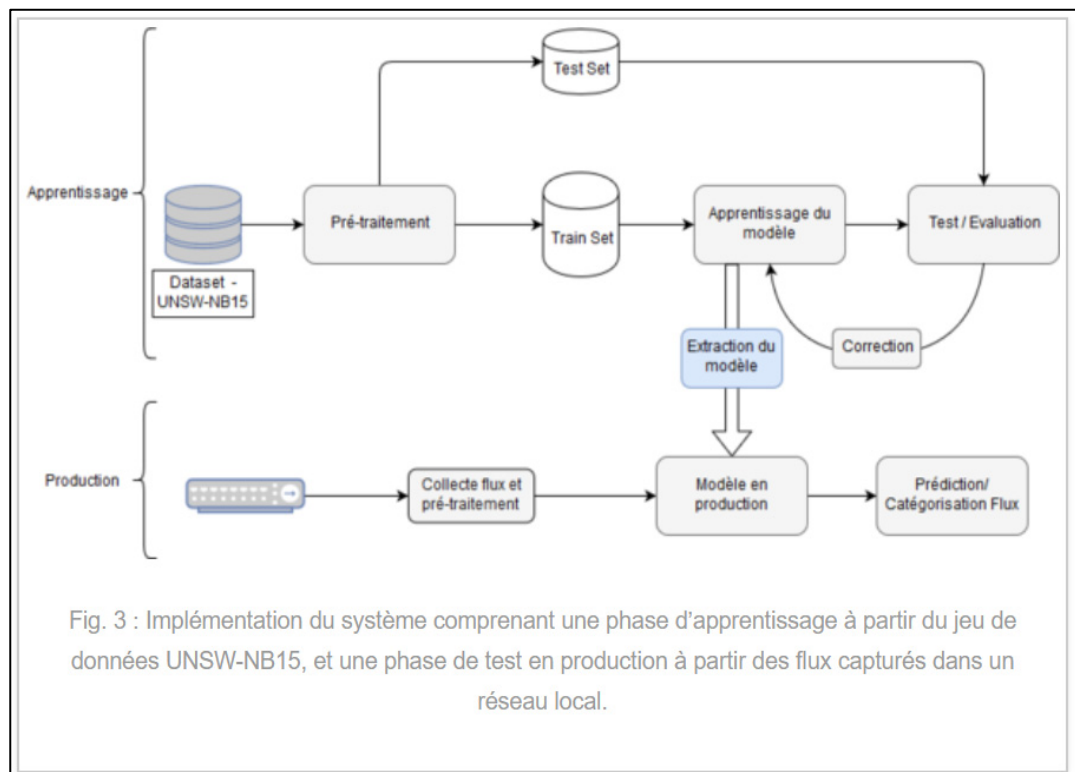 Test Set
Apprentissage
Pré-traitement
Train Set
Apprentissage du
modèle
Test / Evaluation
Dataset -
UNSW-NB15
Extraction du
modèle
Correction
Production
Collecte flux et
pré-traitement
Modèle en
production
Prédiction/
Catégorisation Flux
Fig. 3 : Implémentation du système comprenant une phase d'apprentissage à partir du jeu de
données UNSW-NB15, et une phase de test en production à partir des flux capturés dans un
réseau local.